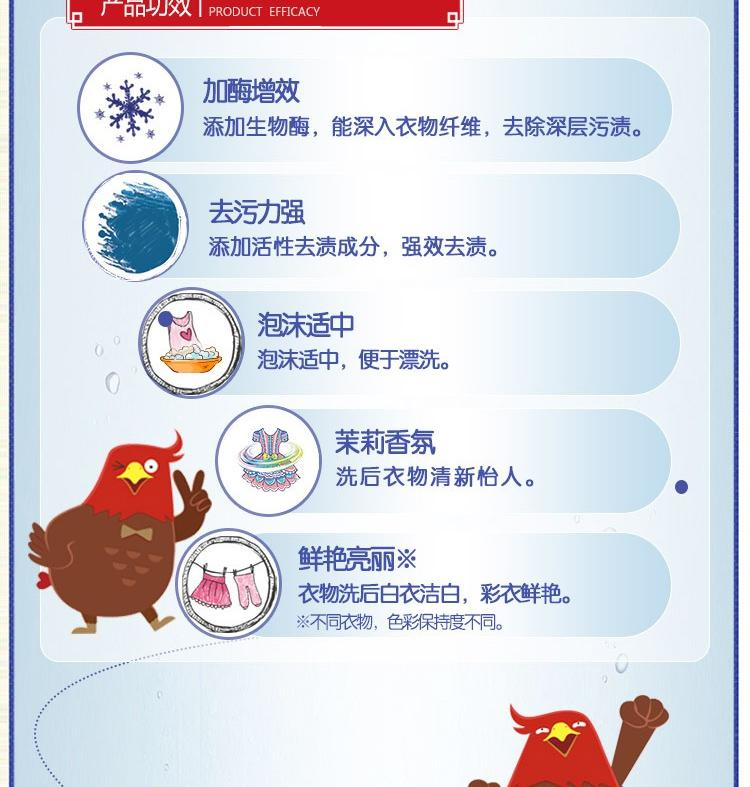 产品功效 PRODUCT EFFICACY
加酶增效
添加生物酶，能深入衣物纤维，去除深层污渍。
去污力强
添加活性去渍成分，强效去渍。
泡沫适中
泡沫适中，便于漂洗。
茉莉香氛
洗后衣物清新怡人。
鲜艳亮丽※
衣物洗后白衣洁白，彩衣鲜艳。
※不同衣物，色彩保持度不同。